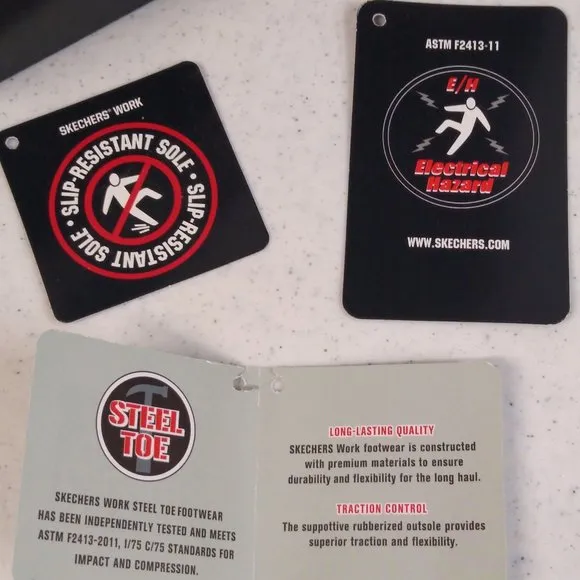 SKECHERS® WORK
SLIP-RESISTANT SOLE • SLIP-RESISTANT SOLE •
ASTM F2413-11
E/H
Electrical
Hazard
WWW.SKECHERS.COM
STEEL
TOE
SKECHERS WORK STEEL TOE FOOTWEAR
HAS BEEN INDEPENDENTLY TESTED AND MEETS
ASTM F2413-2011, I/75 C/75 STANDARDS FOR
IMPACT AND COMPRESSION.
LONG-LASTING QUALITY
SKECHERS Work footwear is constructed
with premium materials to ensure
durability and flexibility for the long haul.
TRACTION CONTROL
The suppottive rubberized outsole provides
superior traction and flexibility.